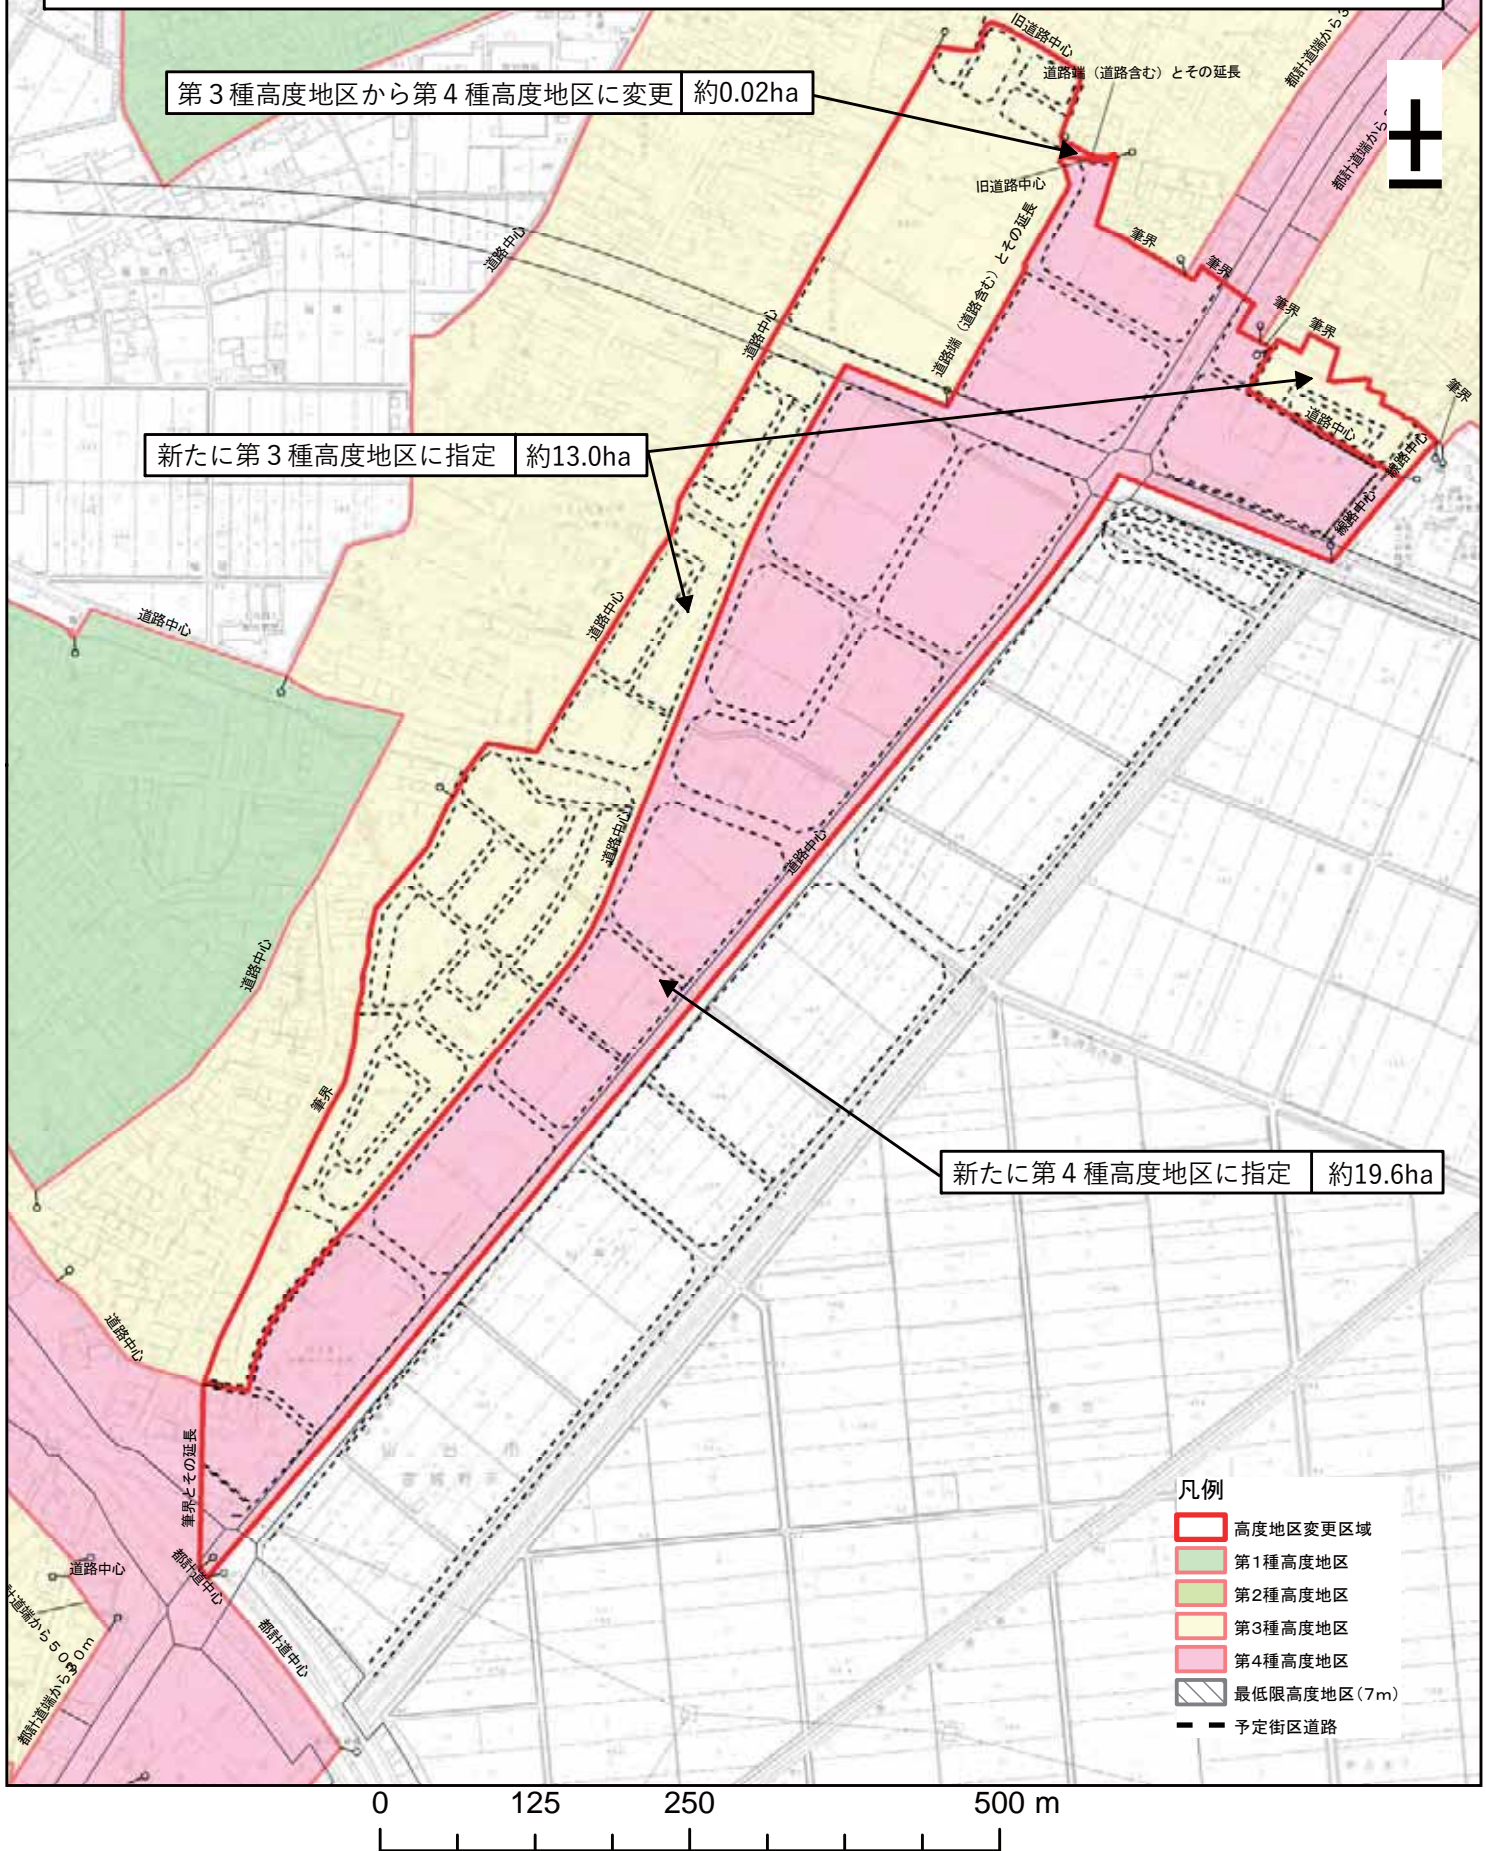 旧道路中心
道路端（道路含む）とその延長
都計道端から3
都計道端から
第３種高度地区から第４種高度地区に変更 約0.02ha
旧道路中心
道路端（道路含む）とその延長
筆界
筆界
筆界
筆界
筆界
道路中心
道路中心
道路中心
線路中心
線路中心
新たに第３種高度地区に指定 約13.0ha
道路中心
道路中心
道路中心
道路中心
道路中心
筆界
新たに第４種高度地区に指定 約19.6ha
道路中心
筆界とその延長
都計道中心
都計道中心
道路中心
計道端から５０m
都計道端から30m
凡例
高度地区変更区域
第1種高度地区
第2種高度地区
第3種高度地区
第4種高度地区
最低限高度地区(7m)
予定街区道路
0 125 250 500 m